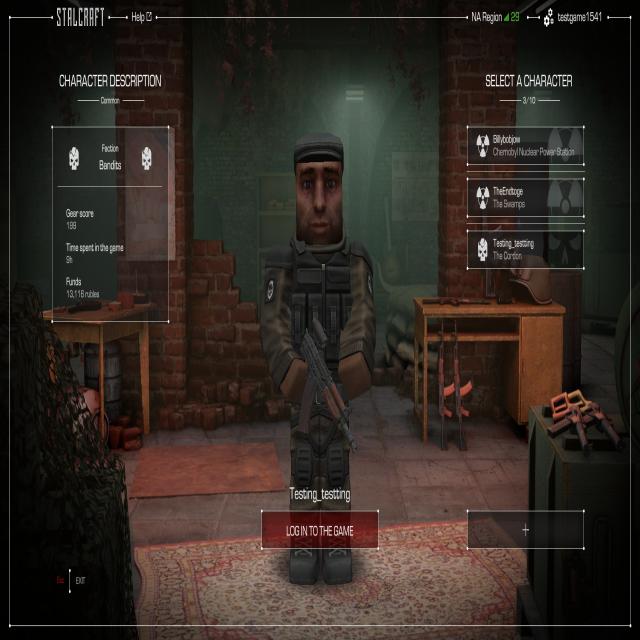 STALCRAFT
Help
NA Region 29
testgame1541
CHARACTER DESCRIPTION
Common
Faction
Bandits
Gear score
199
Time spent in the game
9h
Funds
13,116 rubles
SELECT A CHARACTER
3/10
Billybobjow
Chernobyl Nuclear Power Station
TheEndtoge
The Swamps
Testing_testting
The Cordon
Testing_testting
LOG IN TO THE GAME
+
Esc
EXIT